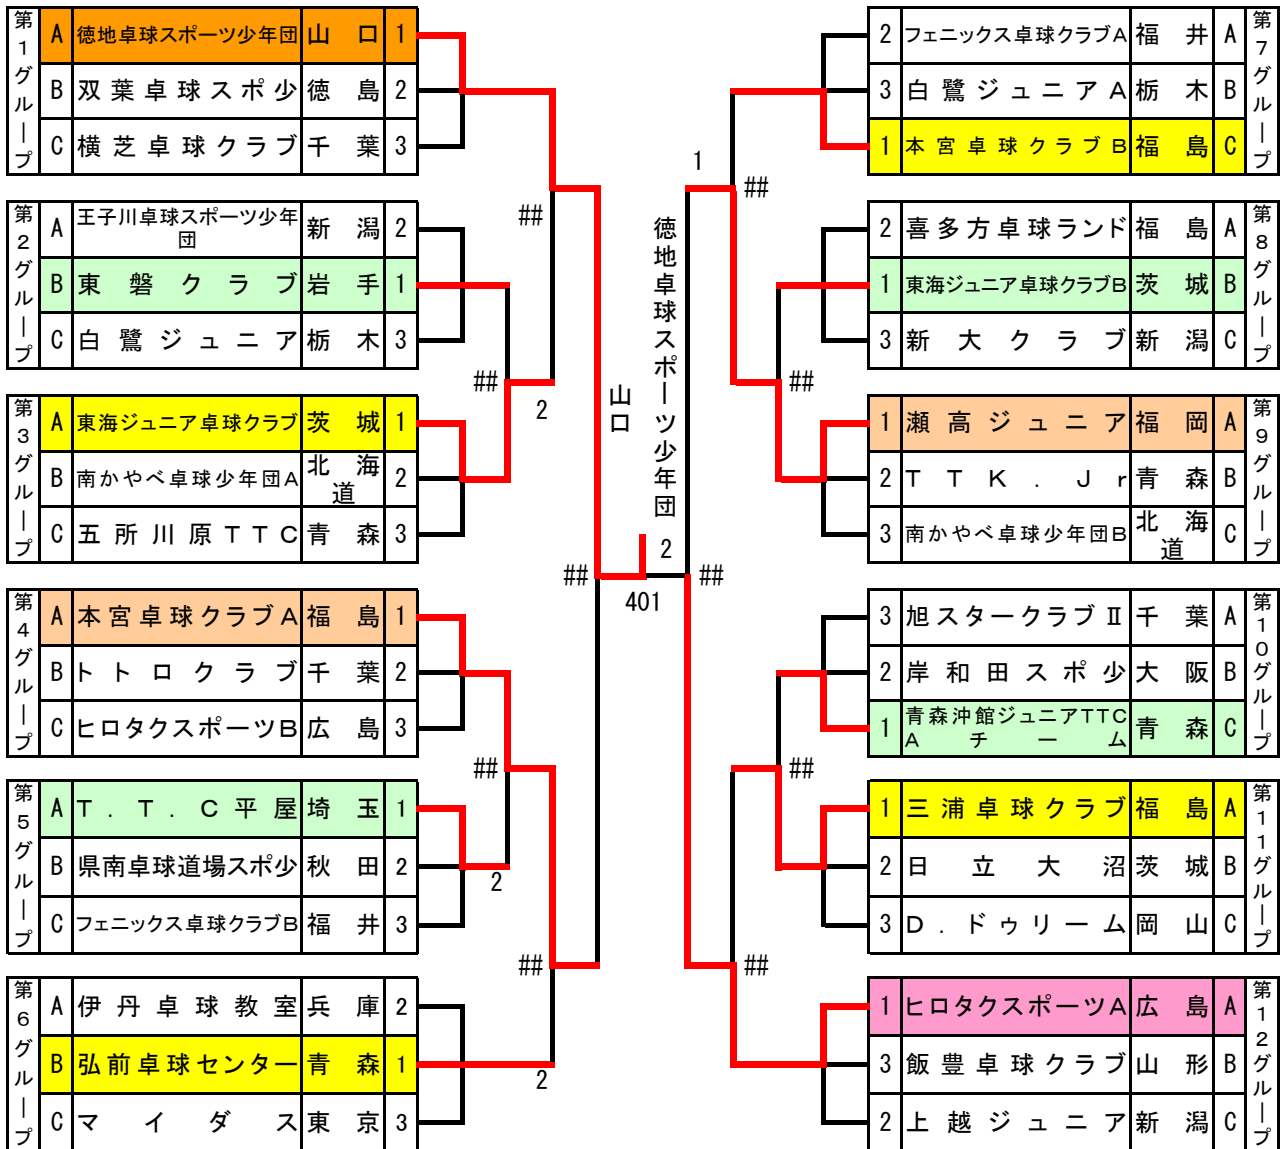 第1グループ
A 徳地卓球スポーツ少年団 山口 1
B 双葉卓球スポ少 徳島 2
C 横芝卓球クラブ 千葉 3
第2グループ
A 王子川卓球スポーツ少年団 新潟 2
B 東磐クラブ 岩手 1
C 白鷺ジュニア 栃木 3
第3グループ
A 東海ジュニア卓球クラブ 茨城 1
B 南かやべ卓球少年団A 北海道 2
C 五所川原TTC 青森 3
第4グループ
A 本宮卓球クラブA 福島 1
B トトロクラブ 千葉 2
C ヒロタクスポーツB 広島 3
第5グループ
A T.T.C平屋 埼玉 1
B 県南卓球道場スポ少 秋田 2
C フェニックス卓球クラブB 福井 3
第6グループ
A 伊丹卓球教室 兵庫 2
B 弘前卓球センター 青森 1
C マイダス 東京 3
##
##
2
##
##
2
##
2
山口
徳地卓球スポーツ少年団
2
401
1
##
##
##
##
##
2 フェニックス卓球クラブA 福井 A
3 白鷺ジュニアA 栃木 B
1 本宮卓球クラブB 福島 C
第7グループ
2 喜多方卓球ランド 福島 A
1 東海ジュニア卓球クラブB 茨城 B
3 新大クラブ 新潟 C
第8グループ
1 瀬高ジュニア 福岡 A
2 TTK.Jr 青森 B
3 南かやべ卓球少年団B 北海道 C
第9グループ
3 旭スタークラブⅡ 千葉 A
2 岸和田スポ少 大阪 B
1 青森沖館ジュニアTTC Aチーム 青森 C
第10グループ
1 三浦卓球クラブ 福島 A
2 日立大沼 茨城 B
3 D.ドゥリーム 岡山 C
第11グループ
1 ヒロタクスポーツA 広島 A
3 飯豊卓球クラブ 山形 B
2 上越ジュニア 新潟 C
第12グループ